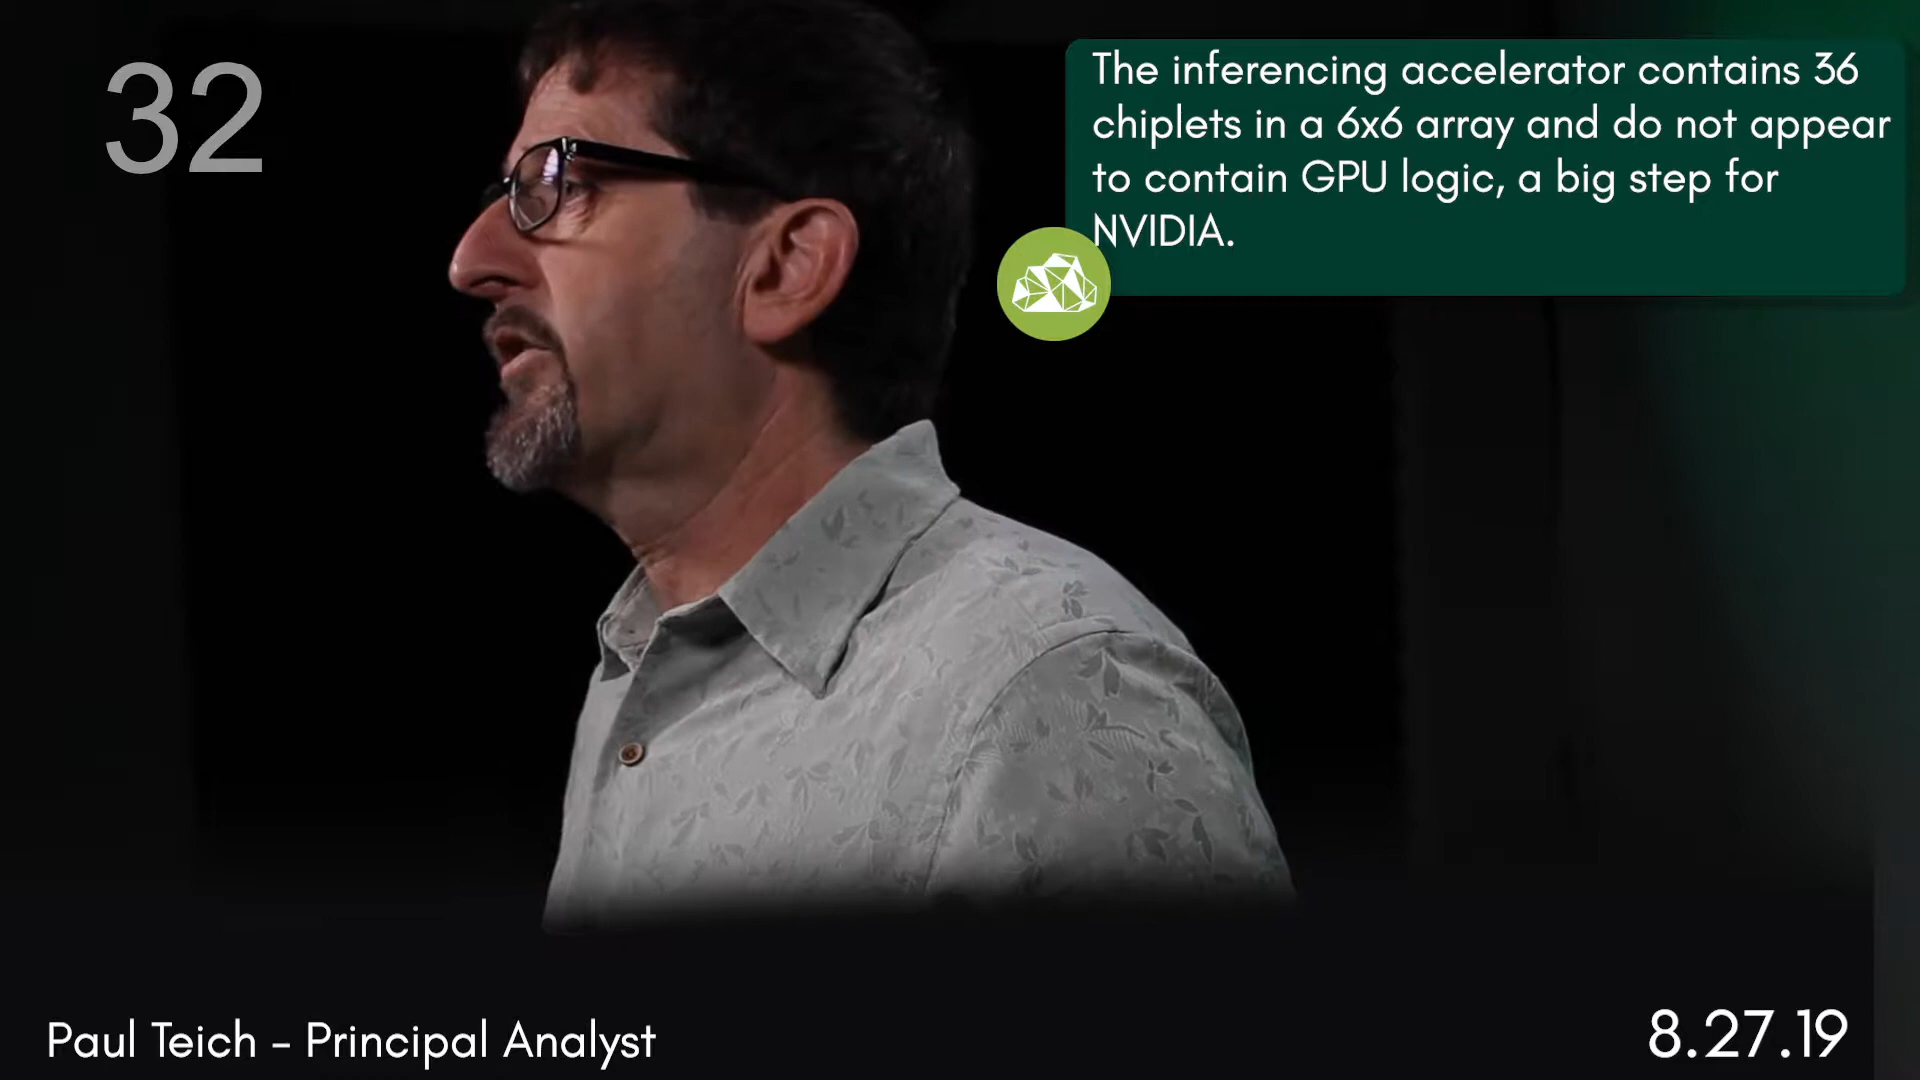 32
The inferencing accelerator contains 36
chiplets in a 6x6 array and do not appear
to contain GPU logic, a big step for
NVIDIA.
Paul Teich – Principal Analyst
8.27.19